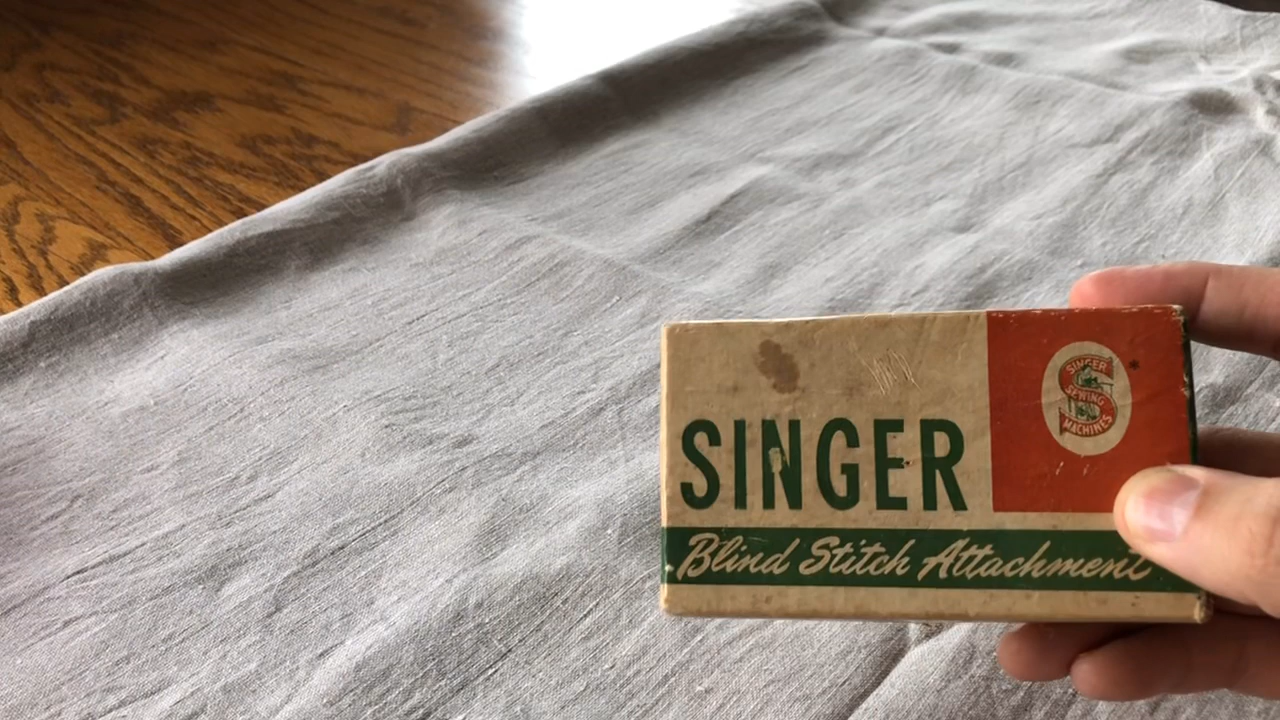 SINGER
SEWING
MACHINES
*
SINGER
Blind Stitch Attachment